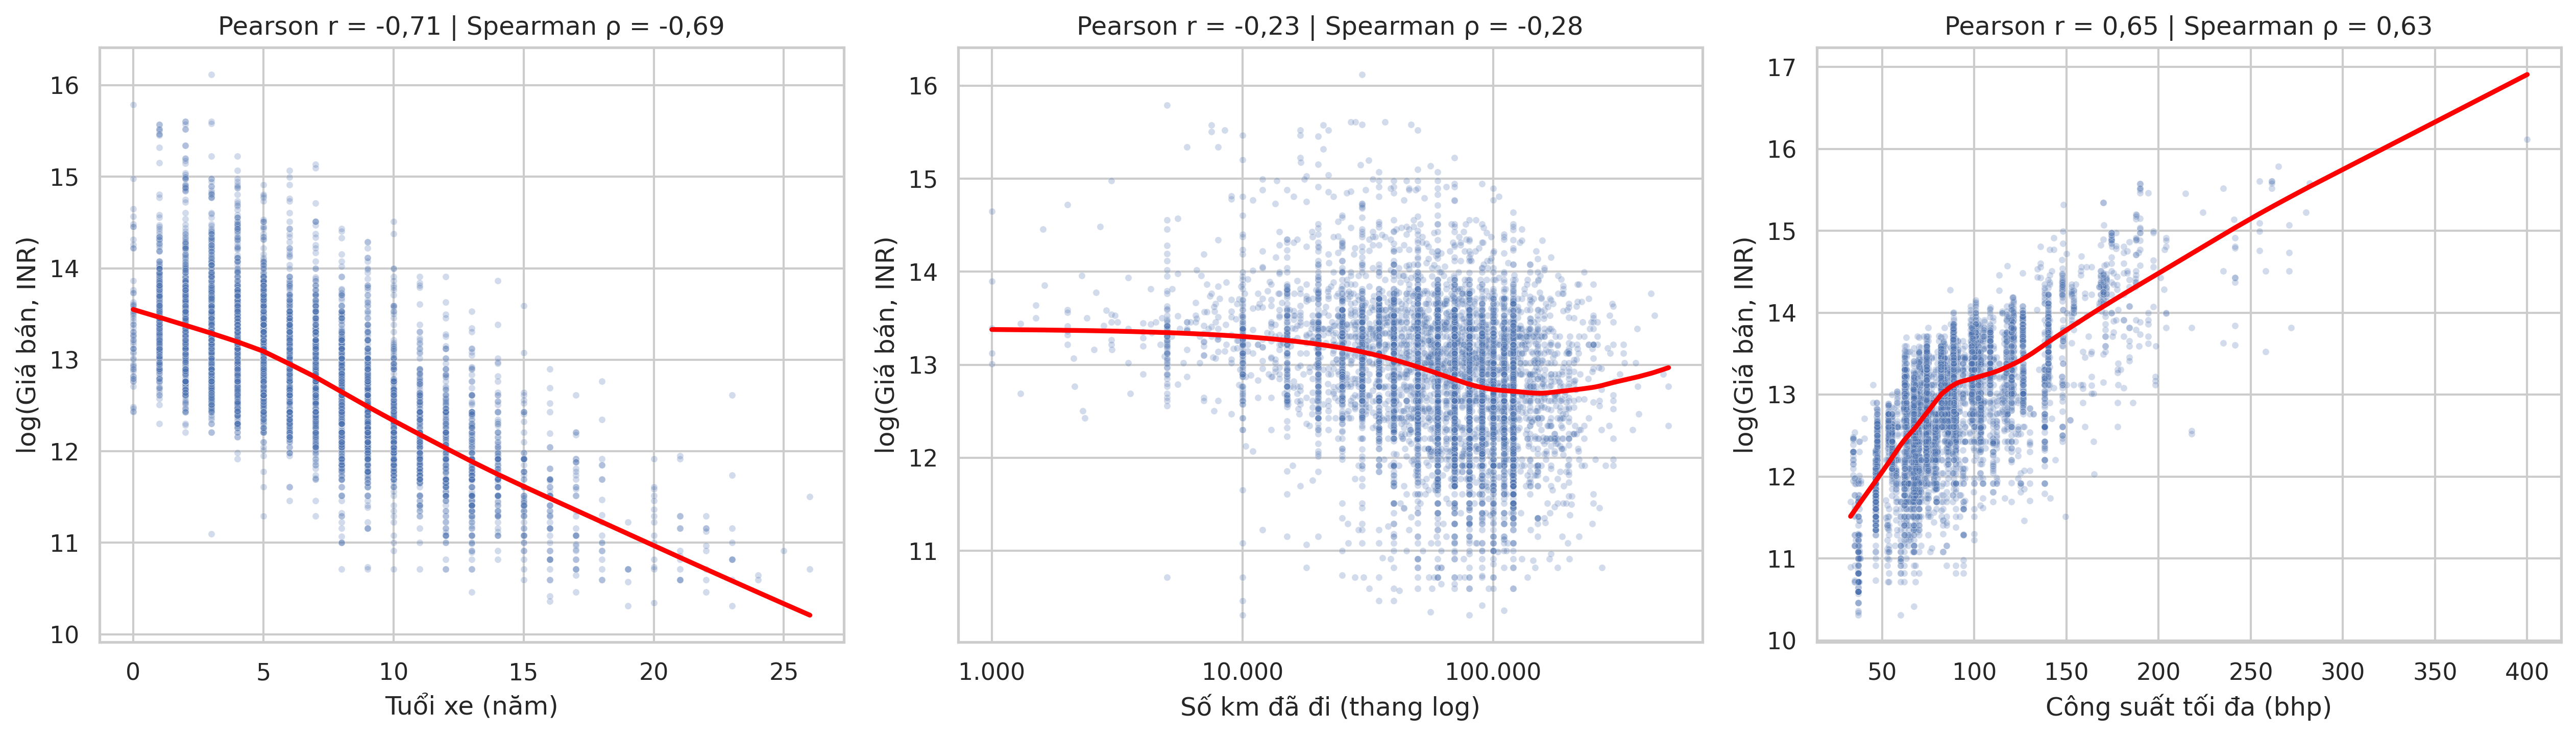 Pearson r = -0,71 | Spearman ρ = -0,69
log(Giá bán, INR)
16
15
14
13
12
11
10
0 5 10 15 20 25
Tuổi xe (năm)
Pearson r = -0,23 | Spearman ρ = -0,28
log(Giá bán, INR)
16
15
14
13
12
11
1.000 10.000 100.000
Số km đã đi (thang log)
Pearson r = 0,65 | Spearman ρ = 0,63
log(Giá bán, INR)
17
16
15
14
13
12
11
10
50 100 150 200 250 300 350 400
Công suất tối đa (bhp)